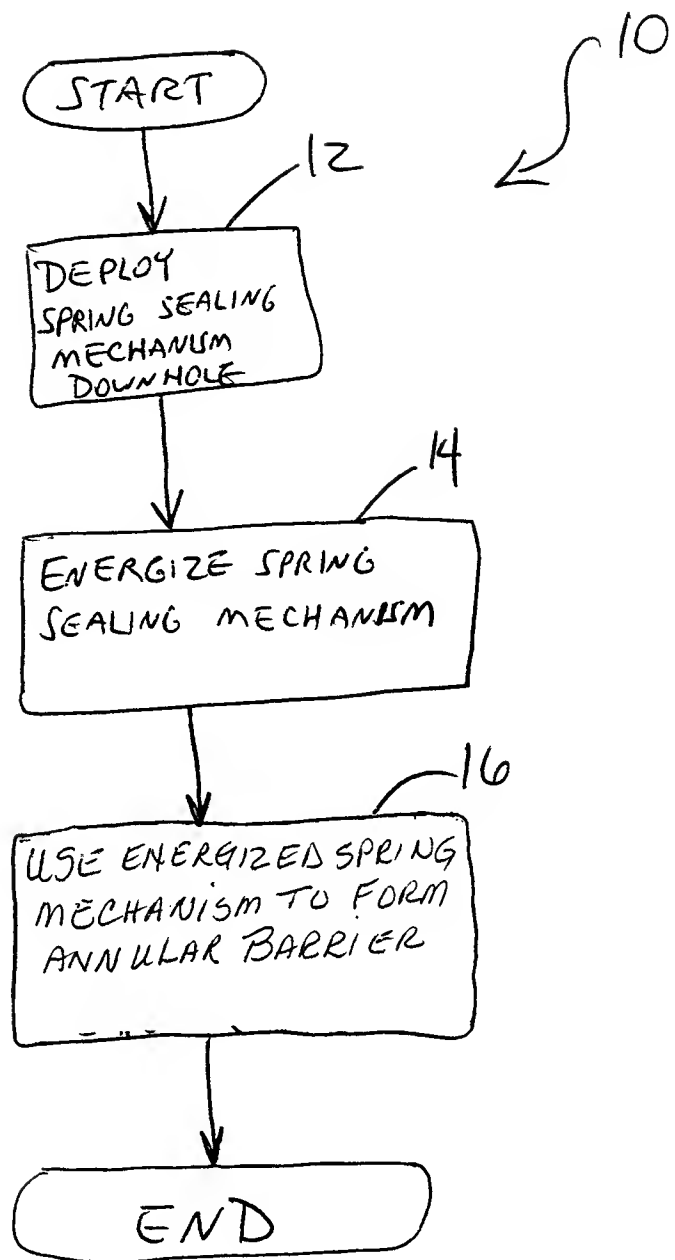 10
START
12
DEPLOY
SPRING SEALING
MECHANISM
DOWNHOLE
14
ENERGIZE SPRING
SEALING MECHANISM
16
USE ENERGIZED SPRING
MECHANISM TO FORM
ANNULAR BARRIER
END